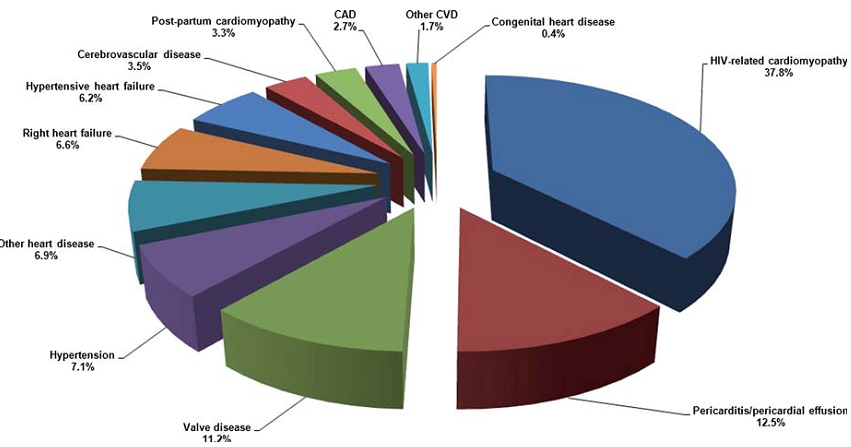 Post-partum cardiomyopathy
3.3%
CAD
2.7%
Other CVD
1.7%
Congenital heart disease
0.4%
HIV-related cardiomyopathy
37.8%
Cerebrovascular disease
3.5%
Hypertensive heart failure
6.2%
Right heart failure
6.6%
Other heart disease
6.9%
Hypertension
7.1%
Valve disease
11.2%
Pericarditis/pericardial effusion
12.5%